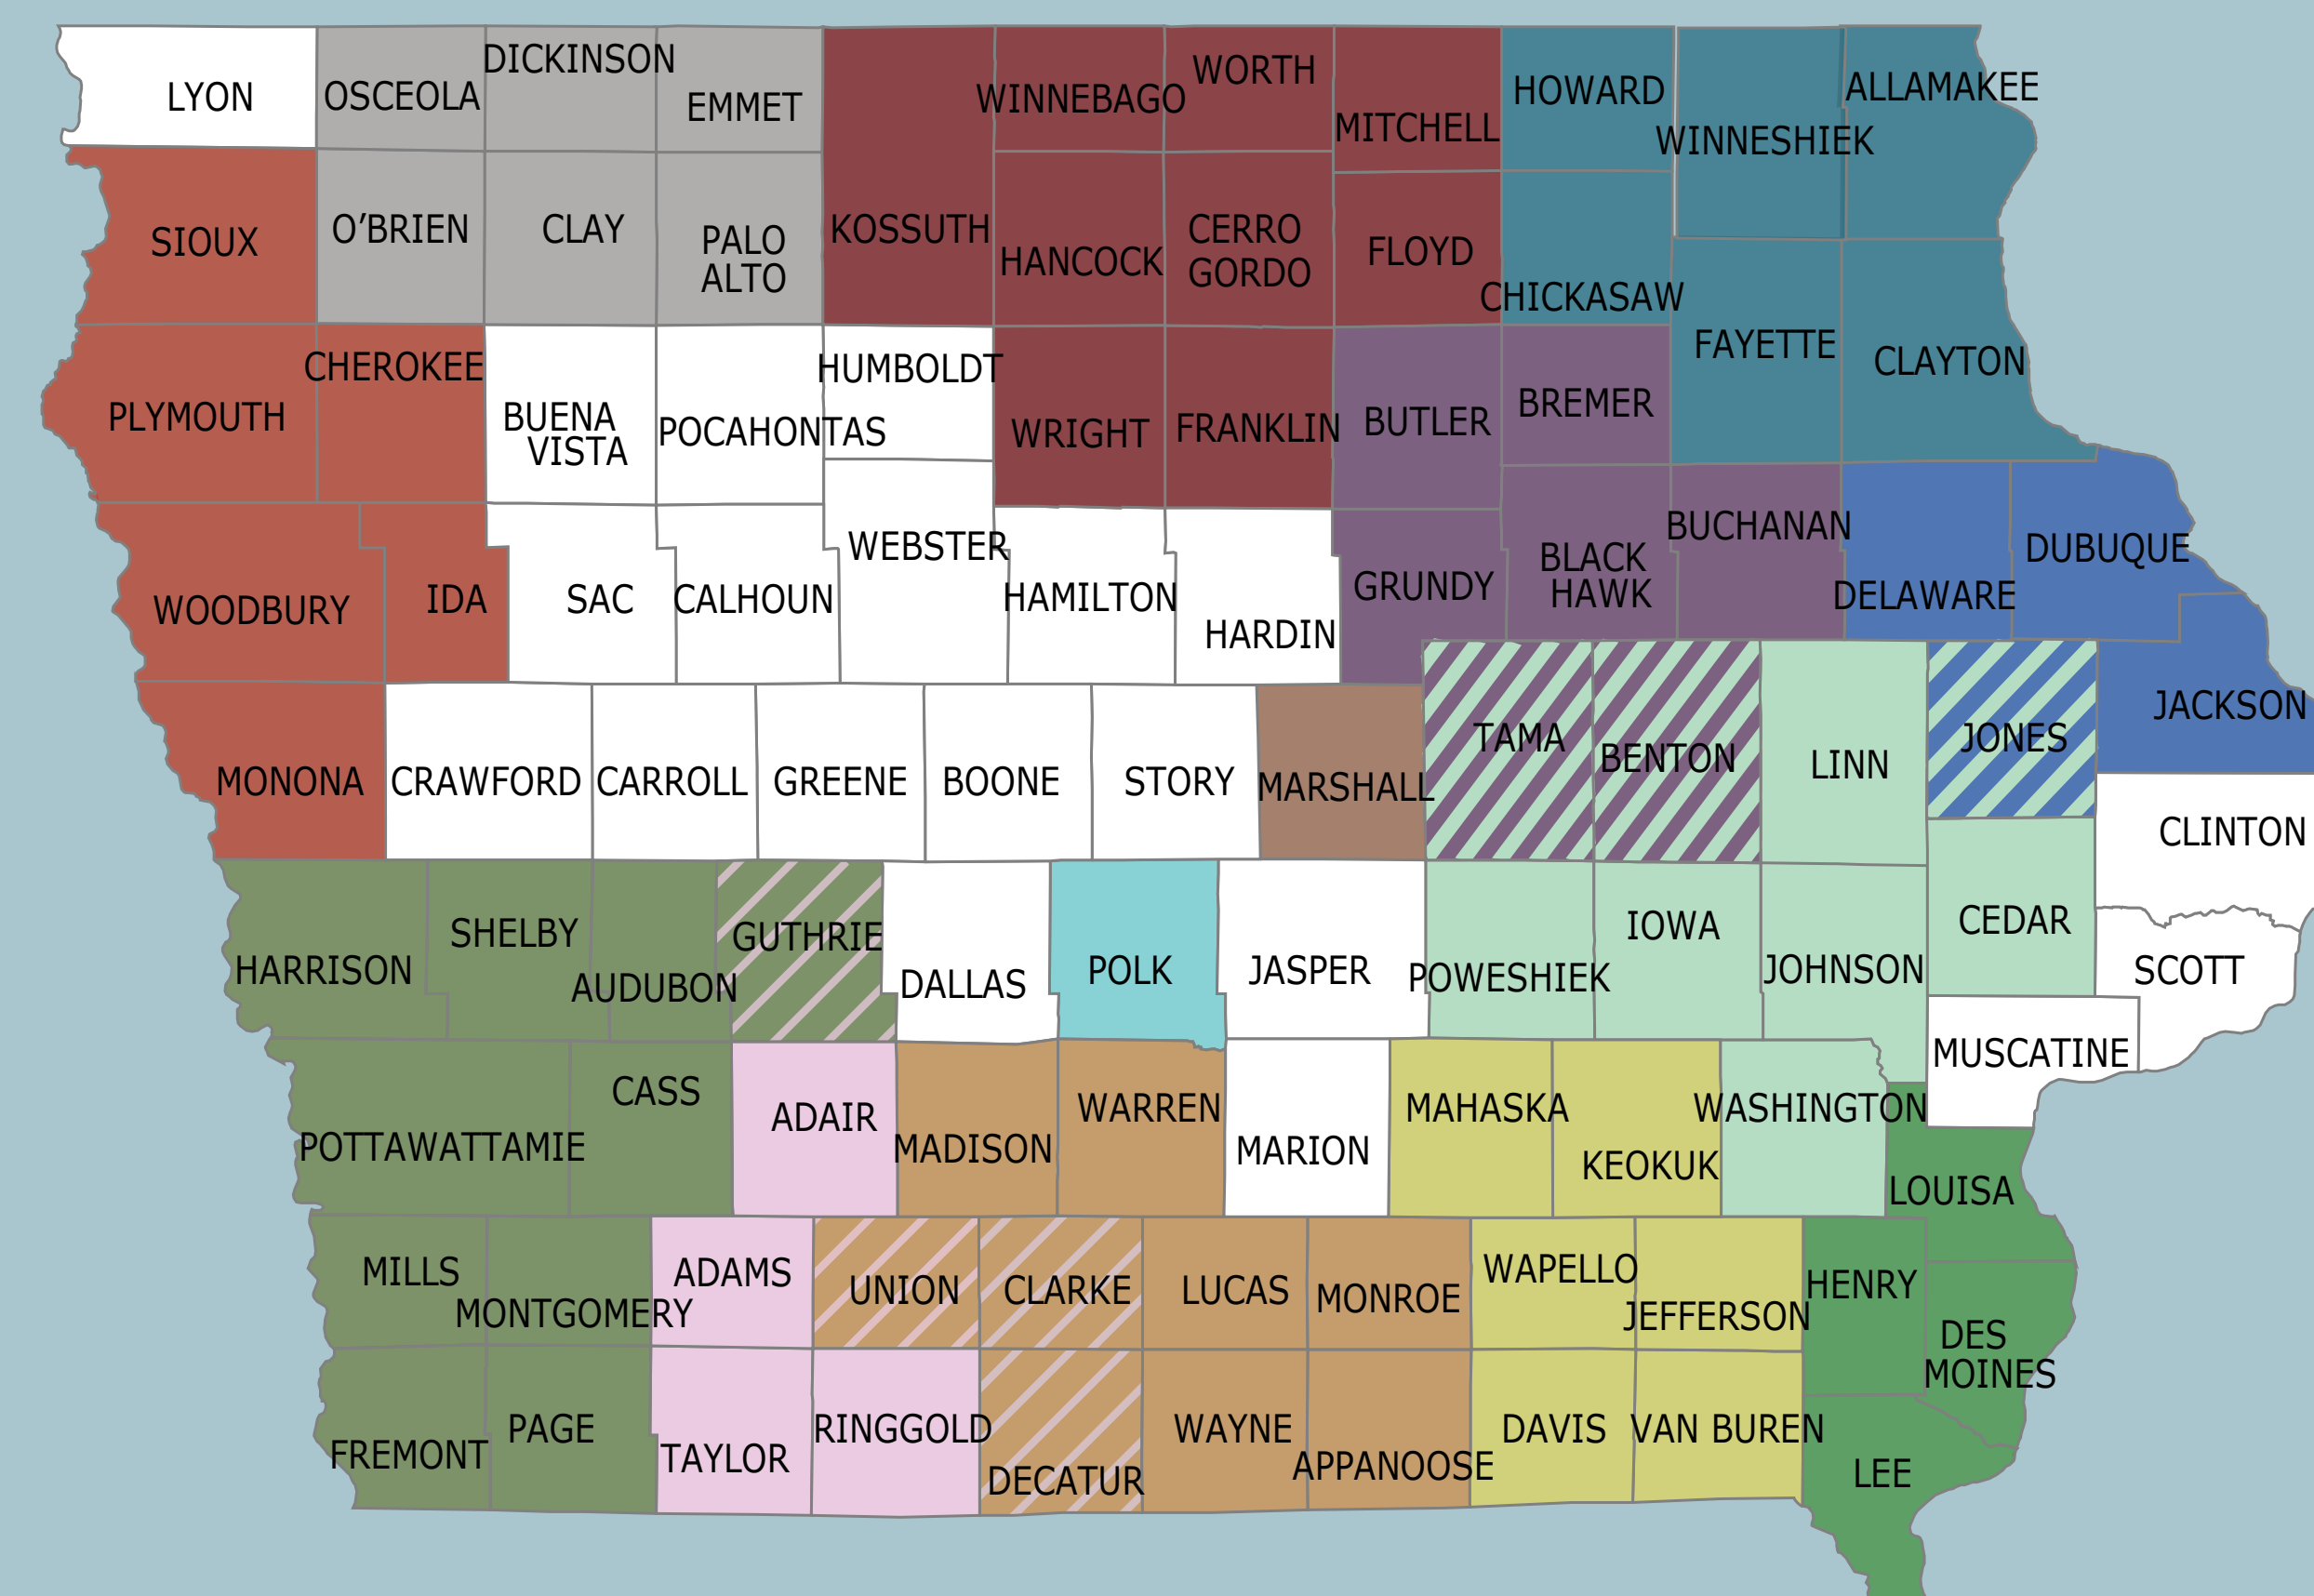 LYON
OSCEOLA
DICKINSON
EMMET
WINNEBAGO
WORTH
MITCHELL
HOWARD
WINNESHIEK
ALLAMAKEE
SIOUX
O'BRIEN
CLAY
PALO
ALTO
KOSSUTH
HANCOCK
CERRO
GORDO
FLOYD
CHICKASAW
FAYETTE
CLAYTON
PLYMOUTH
CHEROKEE
BUENA
VISTA
POCAHONTAS
HUMBOLDT
WRIGHT
FRANKLIN
BUTLER
BREMER
WOODBURY
IDA
SAC
CALHOUN
WEBSTER
HAMILTON
HARDIN
GRUNDY
BLACK
HAWK
BUCHANAN
DELAWARE
DUBUQUE
MONONA
CRAWFORD
CARROLL
GREENE
BOONE
STORY
MARSHALL
TAMA
BENTON
LINN
JONES
JACKSON
CLINTON
HARRISON
SHELBY
AUDUBON
GUTHRIE
DALLAS
POLK
JASPER
POWESHIEK
IOWA
JOHNSON
CEDAR
SCOTT
MUSCATINE
POTTAWATTAMIE
CASS
ADAIR
MADISON
WARREN
MARION
MAHASKA
KEOKUK
WASHINGTON
LOUISA
MILLS
MONTGOMERY
ADAMS
UNION
CLARKE
LUCAS
MONROE
WAPELLO
JEFFERSON
HENRY
DES
MOINES
FREMONT
PAGE
TAYLOR
RINGGOLD
DECATUR
WAYNE
APPANOOSE
DAVIS
VAN BUREN
LEE